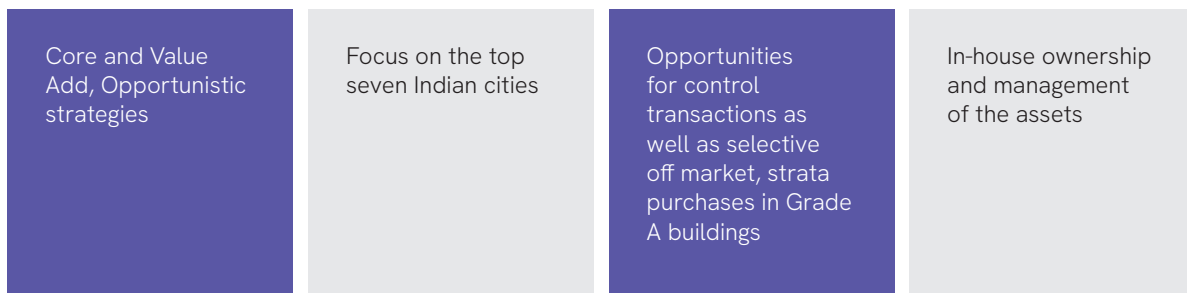 Core and Value
Add, Opportunistic
strategies
Focus on the top
seven Indian cities
Opportunities
for control
transactions as
well as selective
off market, strata
purchases in Grade
A buildings
In-house ownership
and management
of the assets